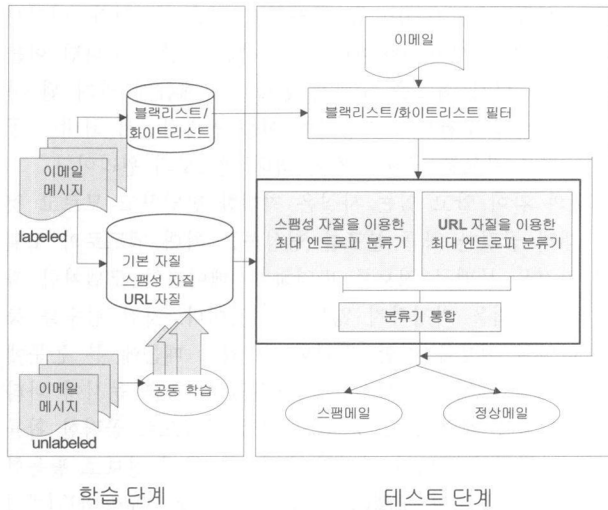 이메일
블랙리스트/
화이트리스트
블랙리스트/화이트리스트 필터
이메일
메시지
labeled
스팸성 자질을 이용한
최대 엔트로피 분류기
URL 자질을 이용한
최대 엔트로피 분류기
기본 자질
스팸성 자질
URL 자질
분류기 통합
이메일
메시지
unlabeled
공동 학습
스팸메일
정상메일
학습 단계
테스트 단계